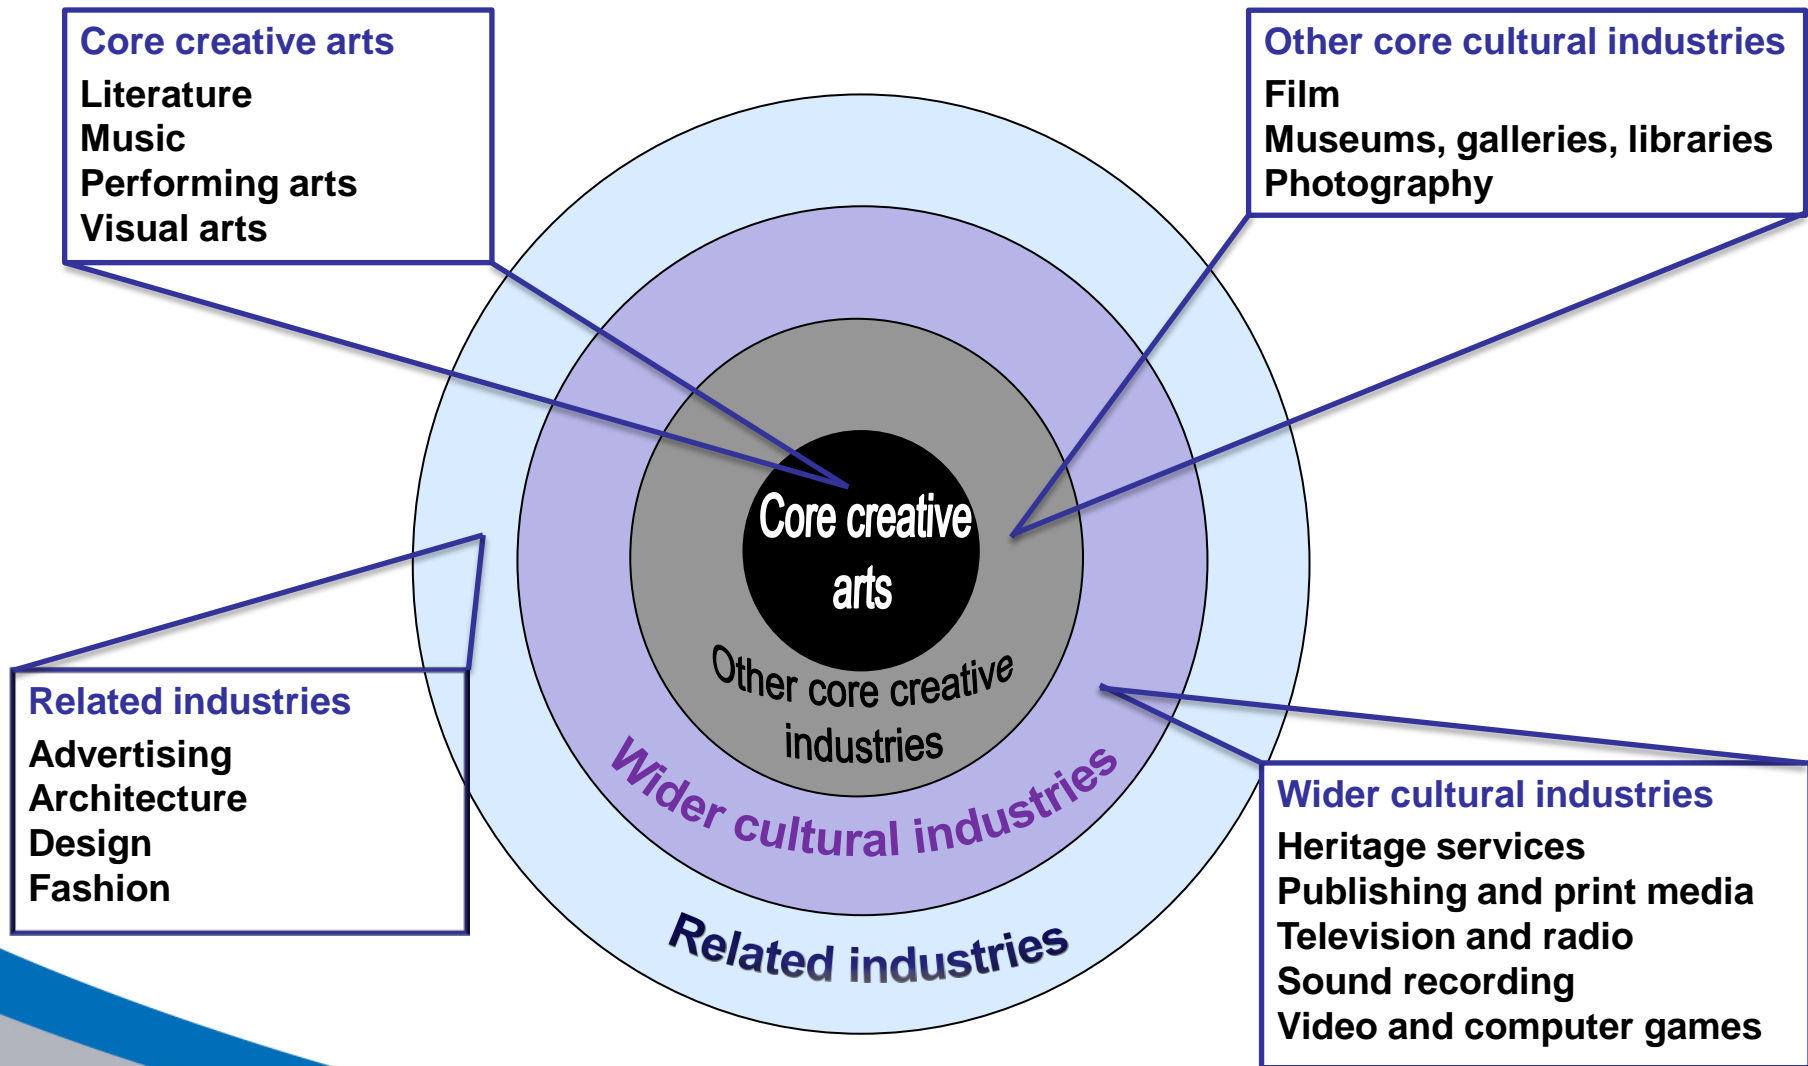 Core creative arts
Literature
Music
Performing arts
Visual arts
Other core cultural industries
Film
Museums, galleries, libraries
Photography
Core creative
arts
Other core creative
industries
Wider cultural industries
Related industries
Related industries
Advertising
Architecture
Design
Fashion
Wider cultural industries
Heritage services
Publishing and print media
Television and radio
Sound recording
Video and computer games